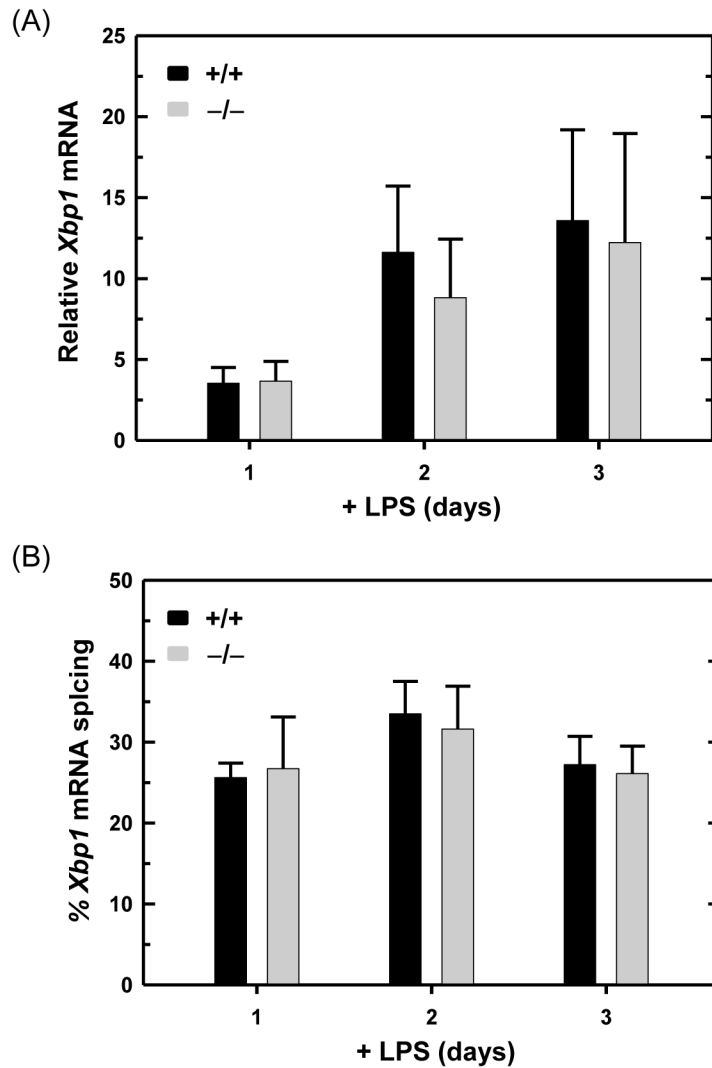 (A)
25
20
15
10
5
0
Relative Xbp1 mRNA
+/+
–/–
1 2 3
+ LPS (days)
(B)
50
40
30
20
10
0
% Xbp1 mRNA splcing
+/+
–/–
1 2 3
+ LPS (days)